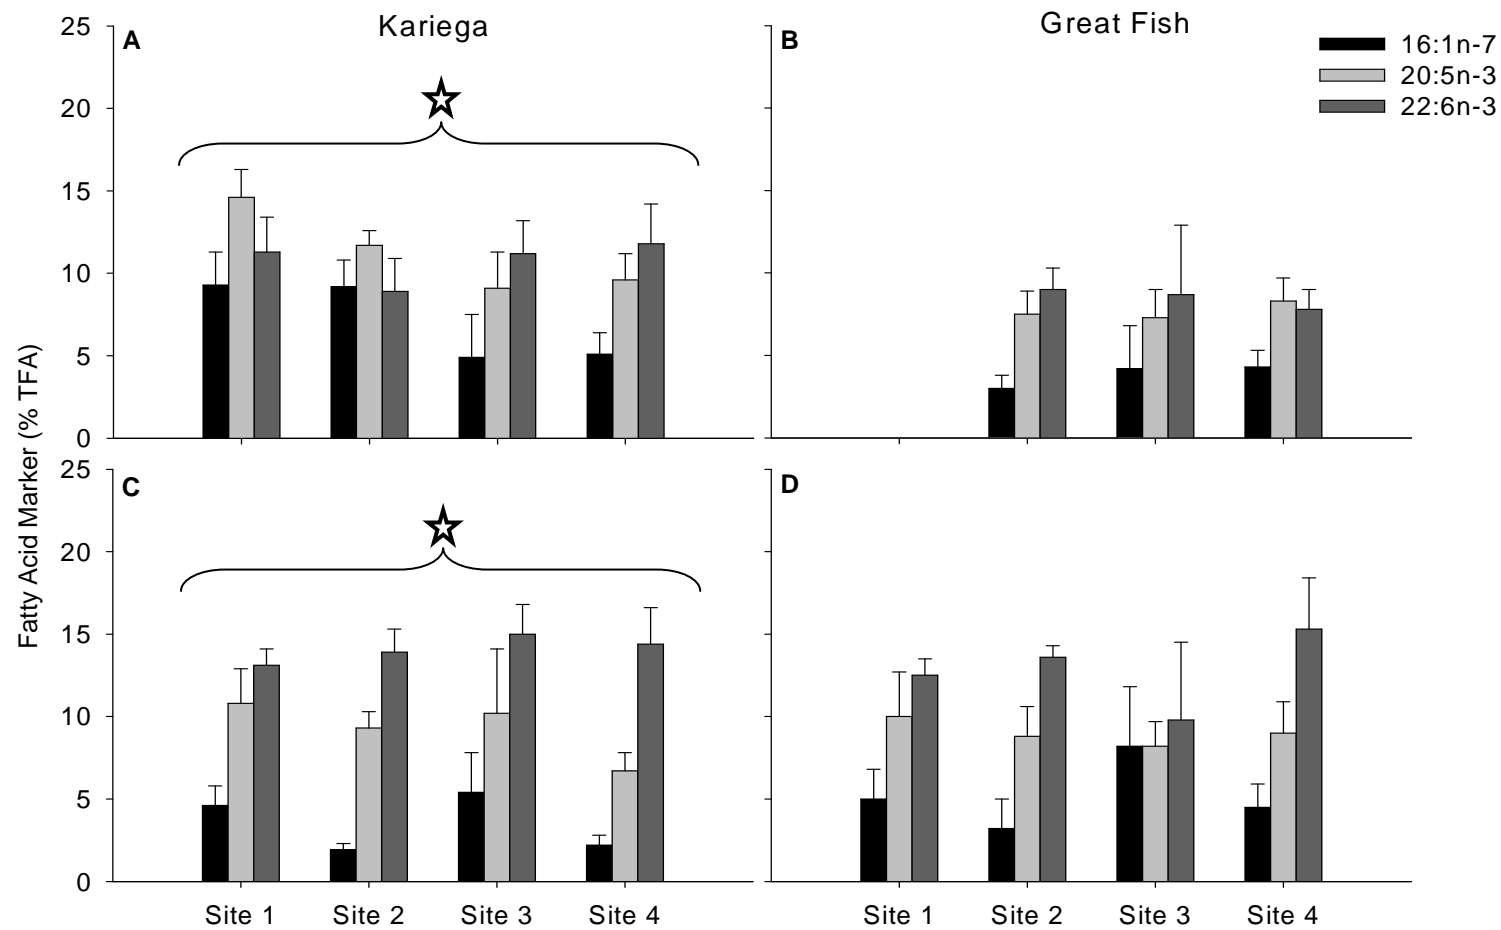 Kariega
Great Fish
A
B
16:1n-7
20:5n-3
22:6n-3
25
20
15
10
5
0
Fatty Acid Marker (% TFA)
C
D
25
20
15
10
5
0
Site 1 Site 2 Site 3 Site 4 Site 1 Site 2 Site 3 Site 4